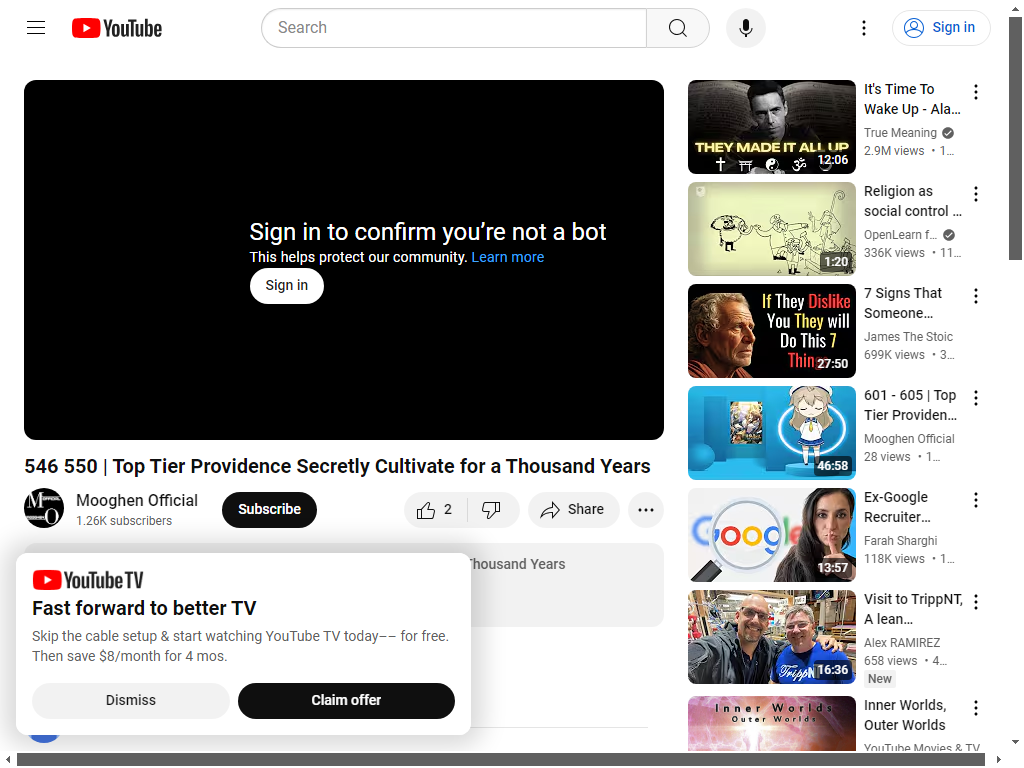 YouTube
Search
Sign in
Sign in to confirm you’re not a bot
This helps protect our community. Learn more
Sign in
546 550 | Top Tier Providence Secretly Cultivate for a Thousand Years
Mooghen Official
1.26K subscribers
Subscribe
2
Share
Thousand Years
YouTube TV
Fast forward to better TV
Skip the cable setup & start watching YouTube TV today–– for free.
Then save $8/month for 4 mos.
Dismiss
Claim offer
THEY MADE IT ALL UP
12:06
It's Time To
Wake Up - Ala…
True Meaning
2.9M views • 1…
1:20
Religion as
social control …
OpenLearn f…
336K views • 11…
If They Dislike
You They will
Do This 7
Things
27:50
7 Signs That
Someone…
James The Stoic
699K views • 3…
46:58
601 - 605 | Top
Tier Providen…
Mooghen Official
28 views • 1…
Google
13:57
Ex-Google
Recruiter…
Farah Sharghi
118K views • 1…
TrippNT
16:36
Visit to TrippNT,
A lean…
Alex RAMIREZ
658 views • 4…
New
Inner Worlds
Outer Worlds
Inner Worlds,
Outer Worlds
YouTube Movies & TV